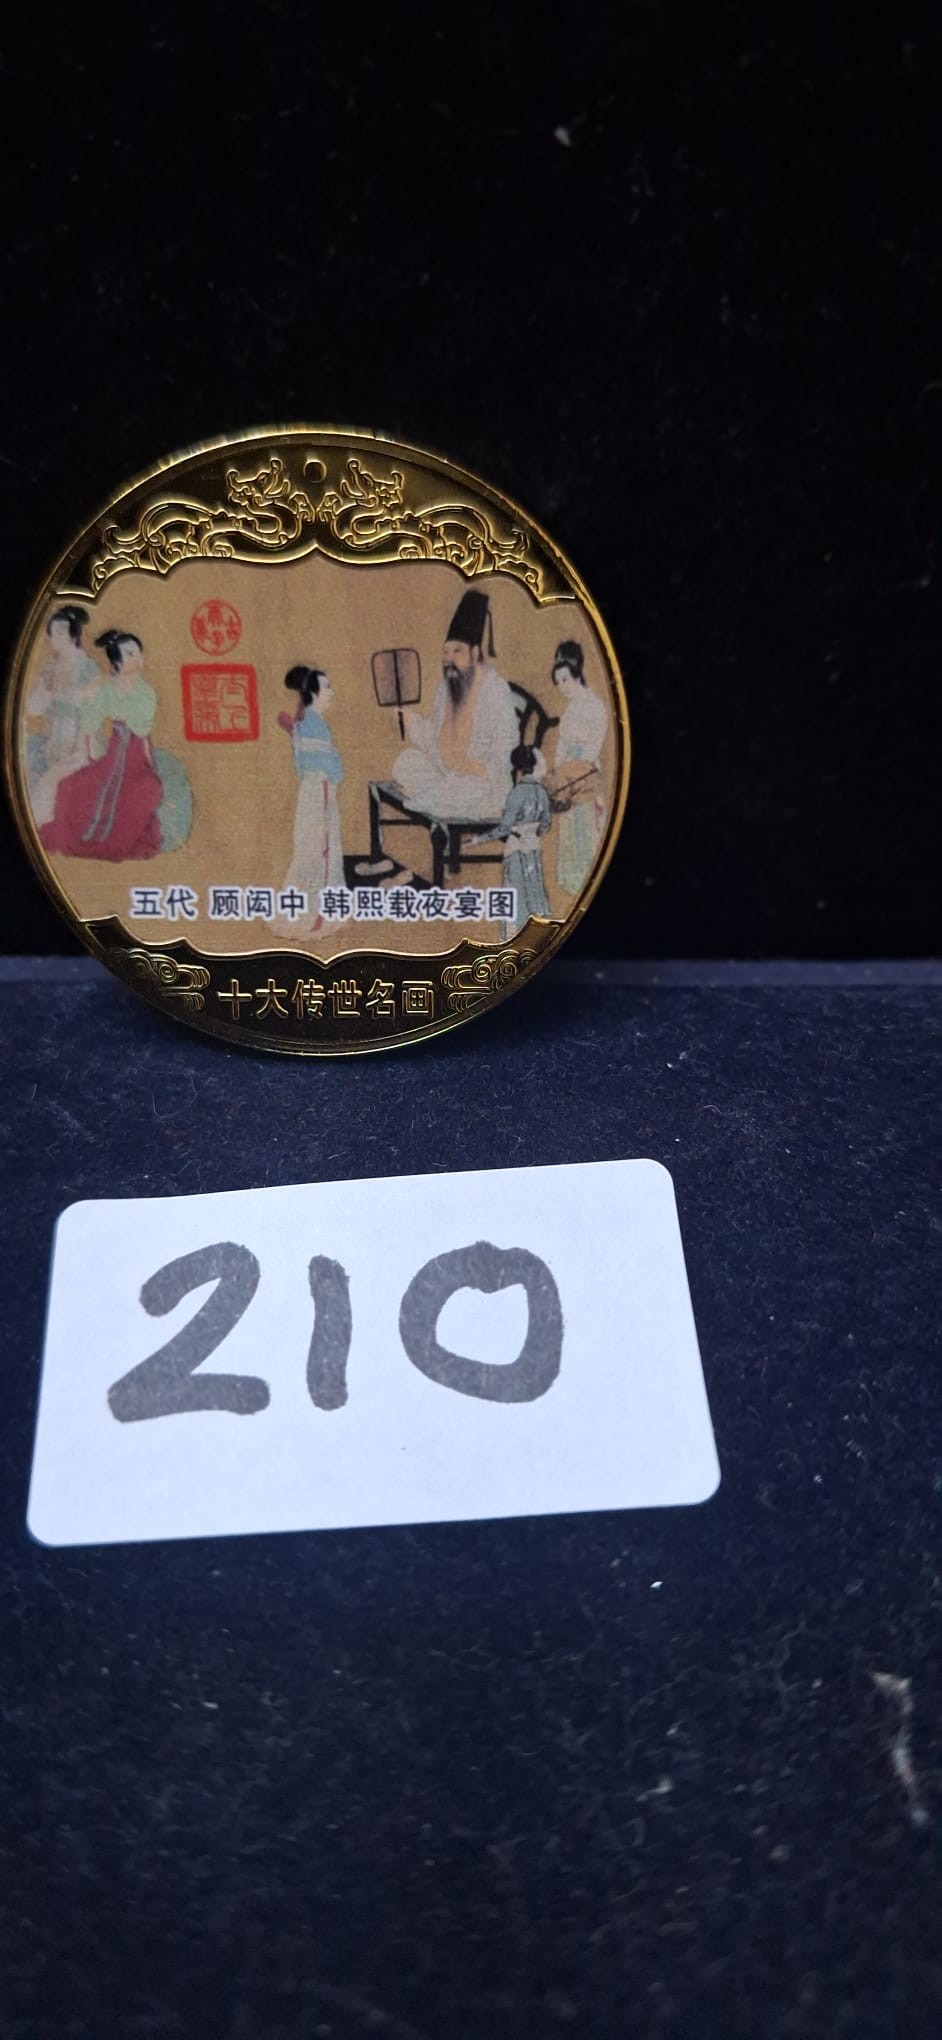 五代 顾闳中 韩熙载夜宴图
十大传世名画
210